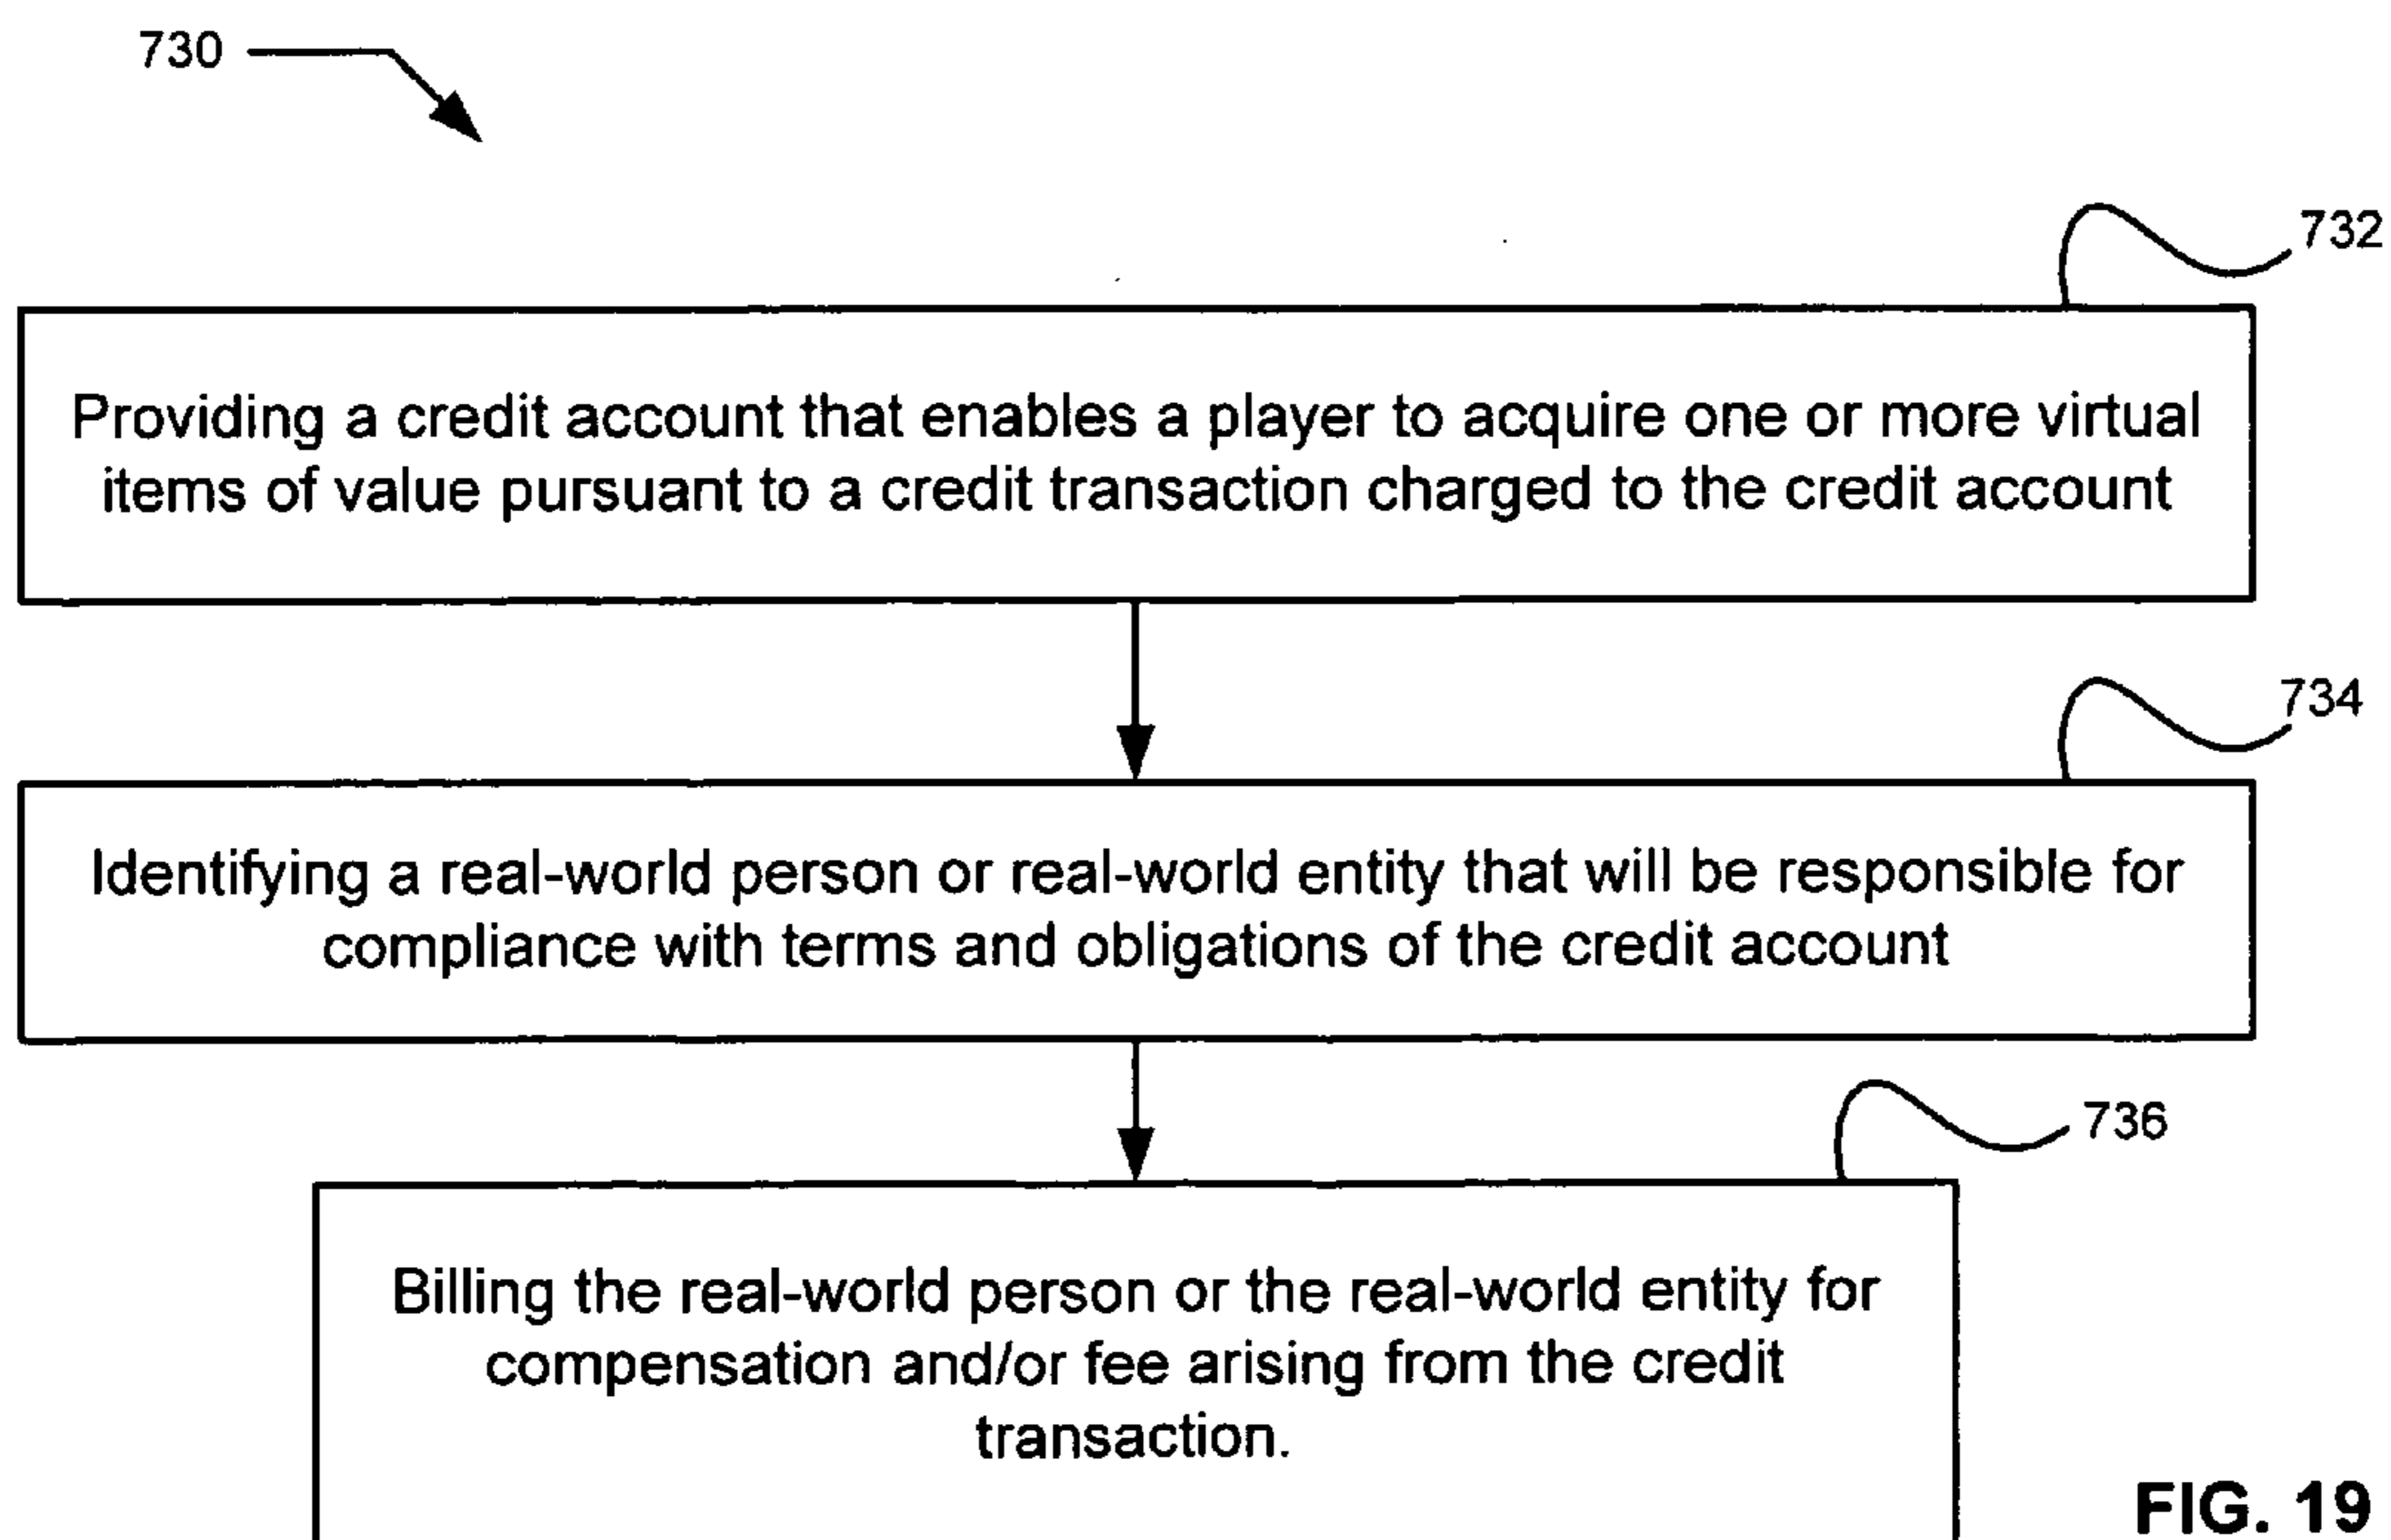 730
732
Providing a credit account that enables a player to acquire one or more virtual
items of value pursuant to a credit transaction charged to the credit account
734
Identifying a real-world person or real-world entity that will be responsible for
compliance with terms and obligations of the credit account
736
Billing the real-world person or the real-world entity for
compensation and/or fee arising from the credit
transaction.
FIG. 19